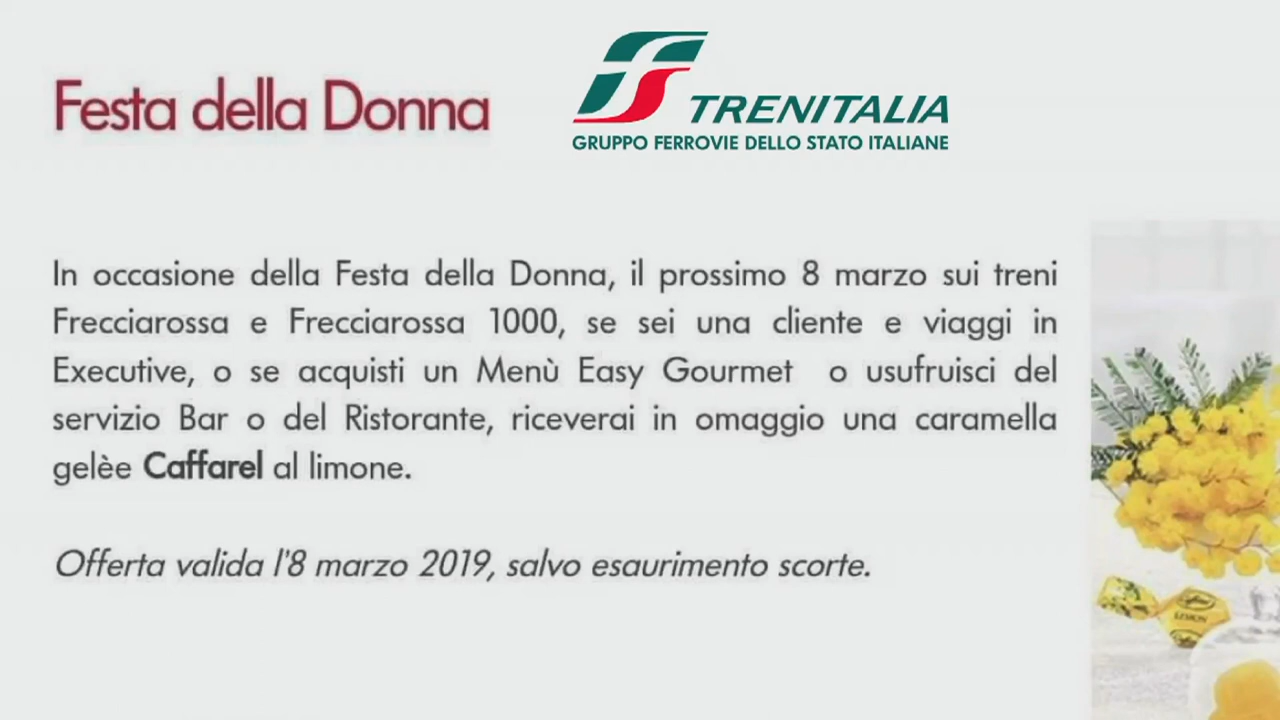 Festa della Donna
TRENITALIA
GRUPPO FERROVIE DELLO STATO ITALIANE
In occasione della Festa della Donna, il prossimo 8 marzo sui treni
Frecciarossa e Frecciarossa 1000, se sei una cliente e viaggi in
Executive, o se acquisti un Menù Easy Gourmet o usufruisci del
servizio Bar o del Ristorante, riceverai in omaggio una caramella
gelèe Caffarel al limone.
Offerta valida l'8 marzo 2019, salvo esaurimento scorte.
LEMON